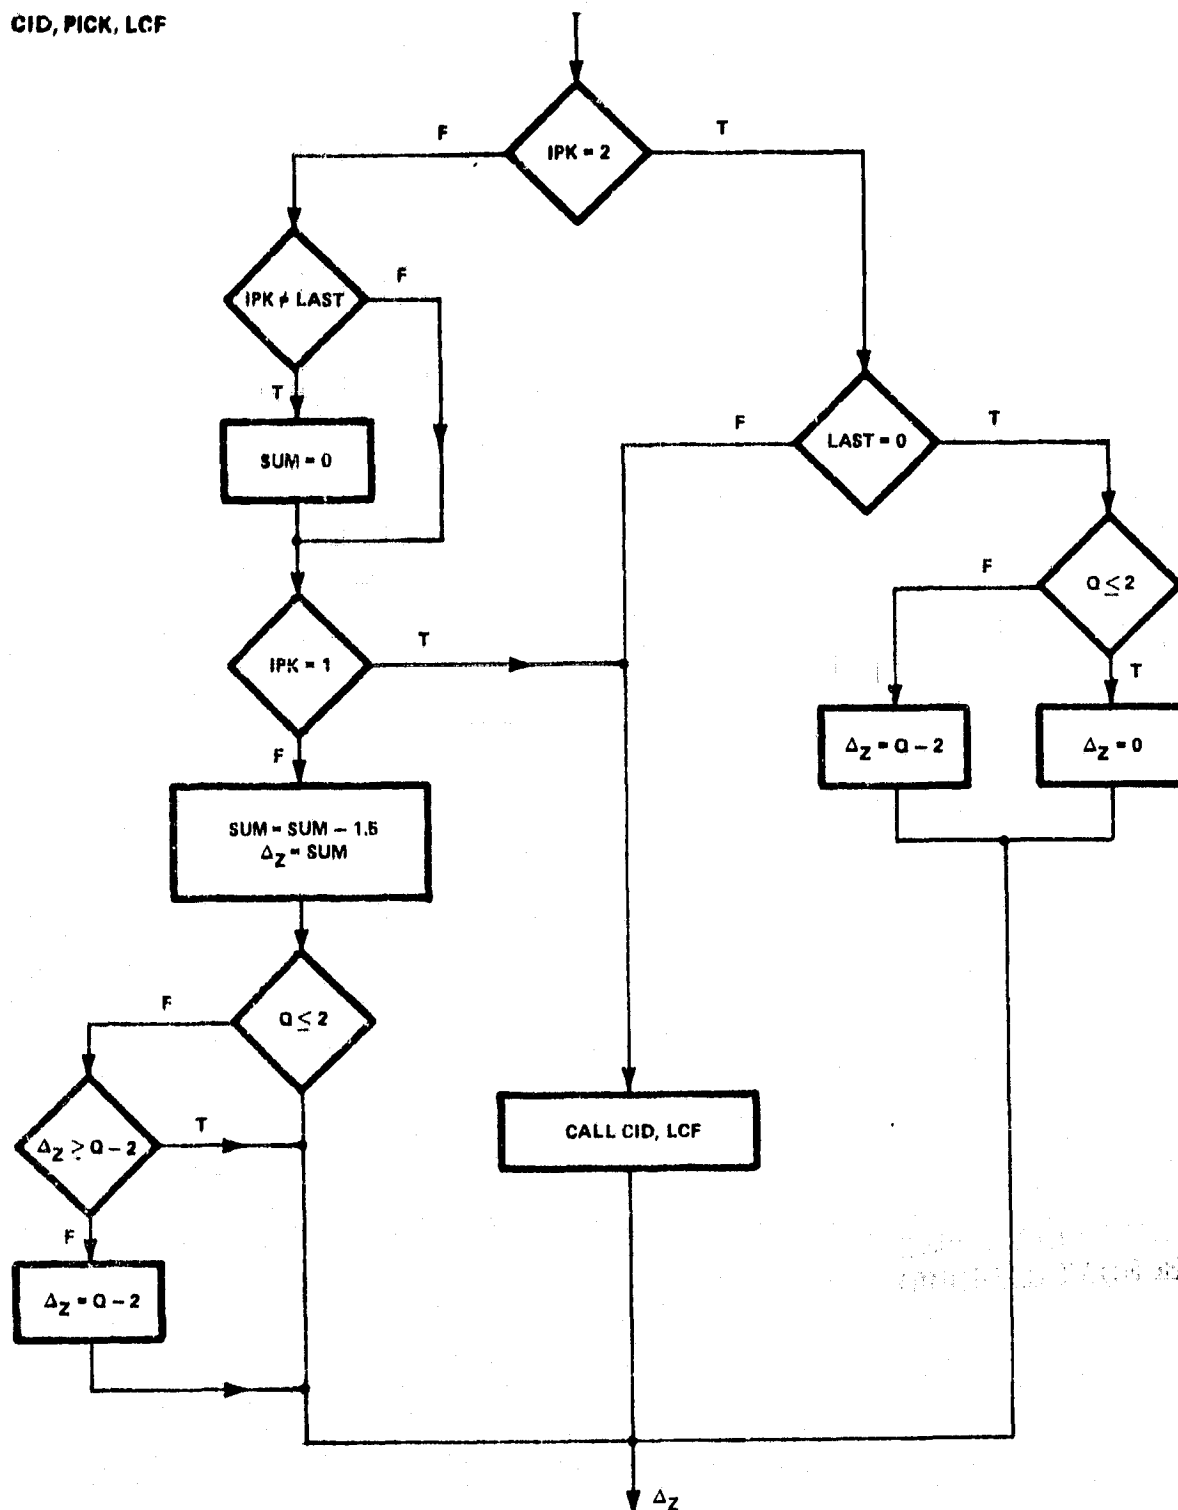 CID, PICK, LCF
IPK = 2
F
T
IPK ≠ LAST
F
T
SUM = 0
LAST = 0
F
T
Q ≤ 2
F
T
IPK = 1
T
F
ΔZ = Q - 2
ΔZ = 0
SUM = SUM - 1.5
ΔZ = SUM
Q ≤ 2
F
ΔZ ≥ Q - 2
T
F
CALL CID, LCF
ΔZ = Q - 2
ΔZ